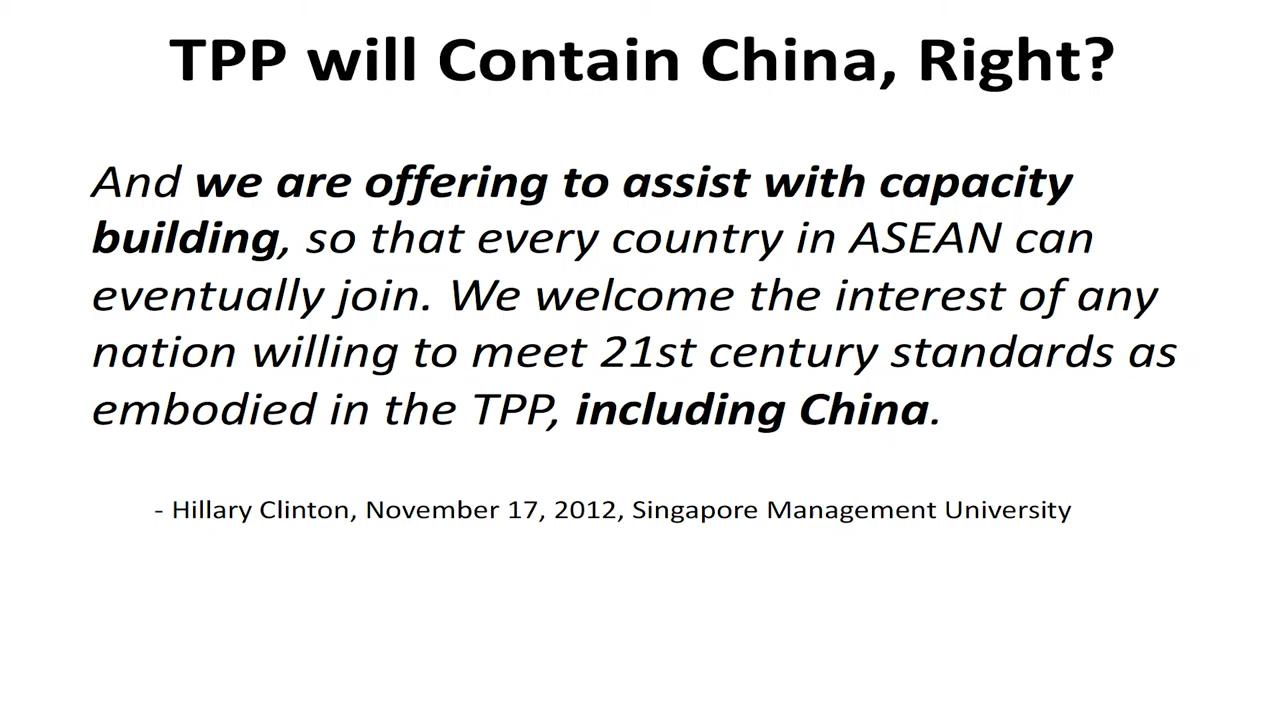 TPP will Contain China, Right?
And we are offering to assist with capacity
building, so that every country in ASEAN can
eventually join. We welcome the interest of any
nation willing to meet 21st century standards as
embodied in the TPP, including China.
- Hillary Clinton, November 17, 2012, Singapore Management University